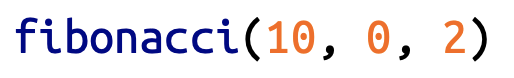 fibonacci(10, 0, 2)